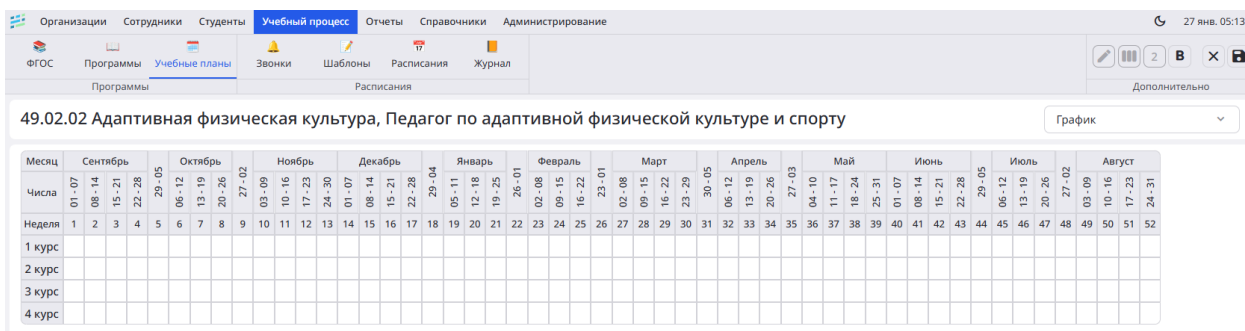 Организации Сотрудники Студенты Учебный процесс Отчеты Справочники Администрирование 27 янв. 05:13
ФГОС Программы Учебные планы Звонки Шаблоны 17 Расписания Журнал 2 B
Программы Расписания Дополнительно
49.02.02 Адаптивная физическая культура, Педагог по адаптивной физической культуре и спорту График
Месяц Сентябрь 29 - 05 Октябрь 27 - 02 Ноябрь Декабрь 29 - 04 Январь 26 - 01 Февраль 23 - 01 Март 30 - 05 Апрель 27 - 03 Май Июнь 29 - 05 Июль 27 - 02 Август
Числа 01 - 07 08 - 14 15 - 21 22 - 28 06 - 12 13 - 19 20 - 26 03 - 09 10 - 16 17 - 23 24 - 30 01 - 07 08 - 14 15 - 21 22 - 28 05 - 11 12 - 18 19 - 25 02 - 08 09 - 15 16 - 22 02 - 08 09 - 15 16 - 22 23 - 29 06 - 12 13 - 19 20 - 26 04 - 10 11 - 17 18 - 24 25 - 31 01 - 07 08 - 14 15 - 21 22 - 28 06 - 12 13 - 19 20 - 26 03 - 09 10 - 16 17 - 23 24 - 31
Неделя 1 2 3 4 5 6 7 8 9 10 11 12 13 14 15 16 17 18 19 20 21 22 23 24 25 26 27 28 29 30 31 32 33 34 35 36 37 38 39 40 41 42 43 44 45 46 47 48 49 50 51 52
1 курс
2 курс
3 курс
4 курс